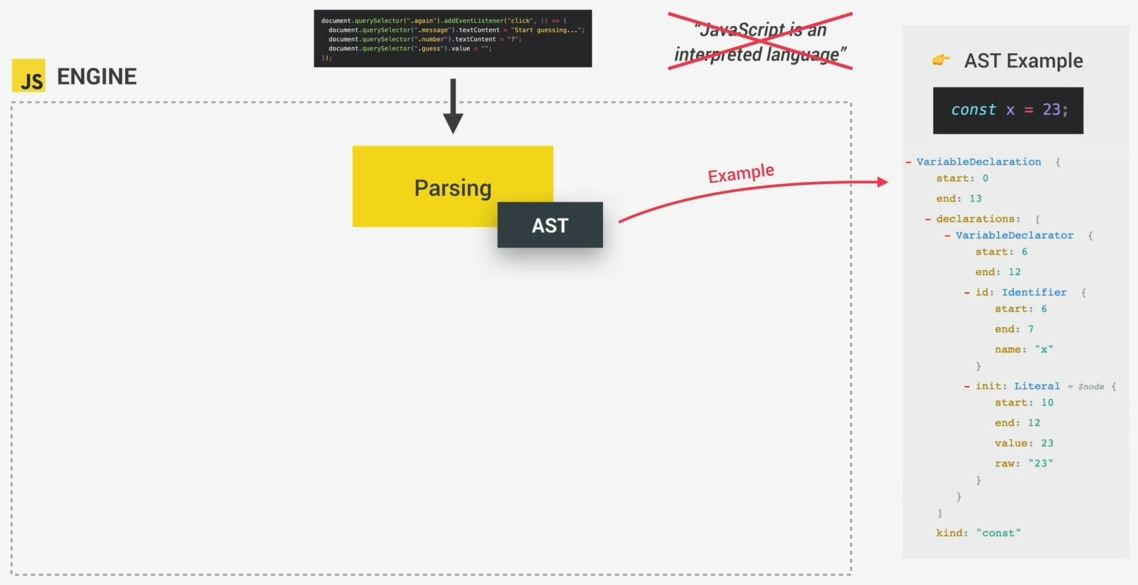 document.querySelector(".again").addEventListener("click", () => {
document.querySelector(".message").textContent = "Start guessing...";
document.querySelector(".number").textContent = "?";
document.querySelector(".guess").value = "";
});
“JavaScript is an
interpreted language”
JS ENGINE
Parsing
AST
Example
👉 AST Example
const x = 23;
- VariableDeclaration {
start: 0
end: 13
- declarations: [
- VariableDeclarator {
start: 6
end: 12
- id: Identifier {
start: 6
end: 7
name: "x"
}
- init: Literal = $node {
start: 10
end: 12
value: 23
raw: "23"
}
}
]
kind: "const"